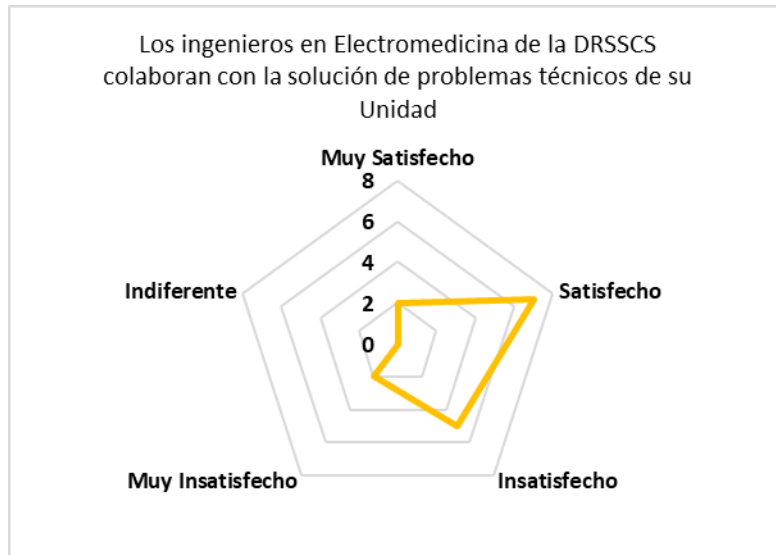 Los ingenieros en Electromedicina de la DRSSCS
colaboran con la solución de problemas técnicos de su
Unidad
Muy Satisfecho
8
6
4
2
0
Indiferente
Satisfecho
Muy Insatisfecho
Insatisfecho